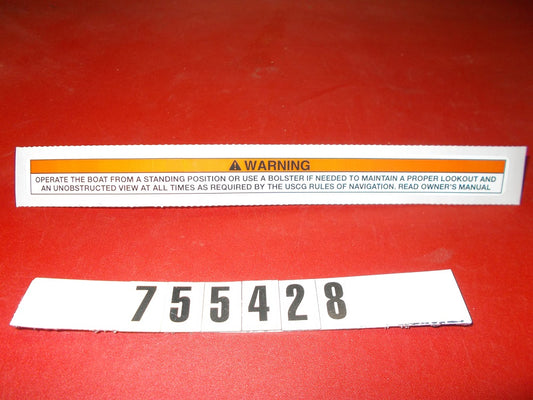 WARNING
OPERATE THE BOAT FROM A STANDING POSITION OR USE A BOLSTER IF NEEDED TO MAINTAIN A PROPER LOOKOUT AND
AN UNOBSTRUCTED VIEW AT ALL TIMES AS REQUIRED BY THE USCG RULES OF NAVIGATION. READ OWNER'S MANUAL
755428